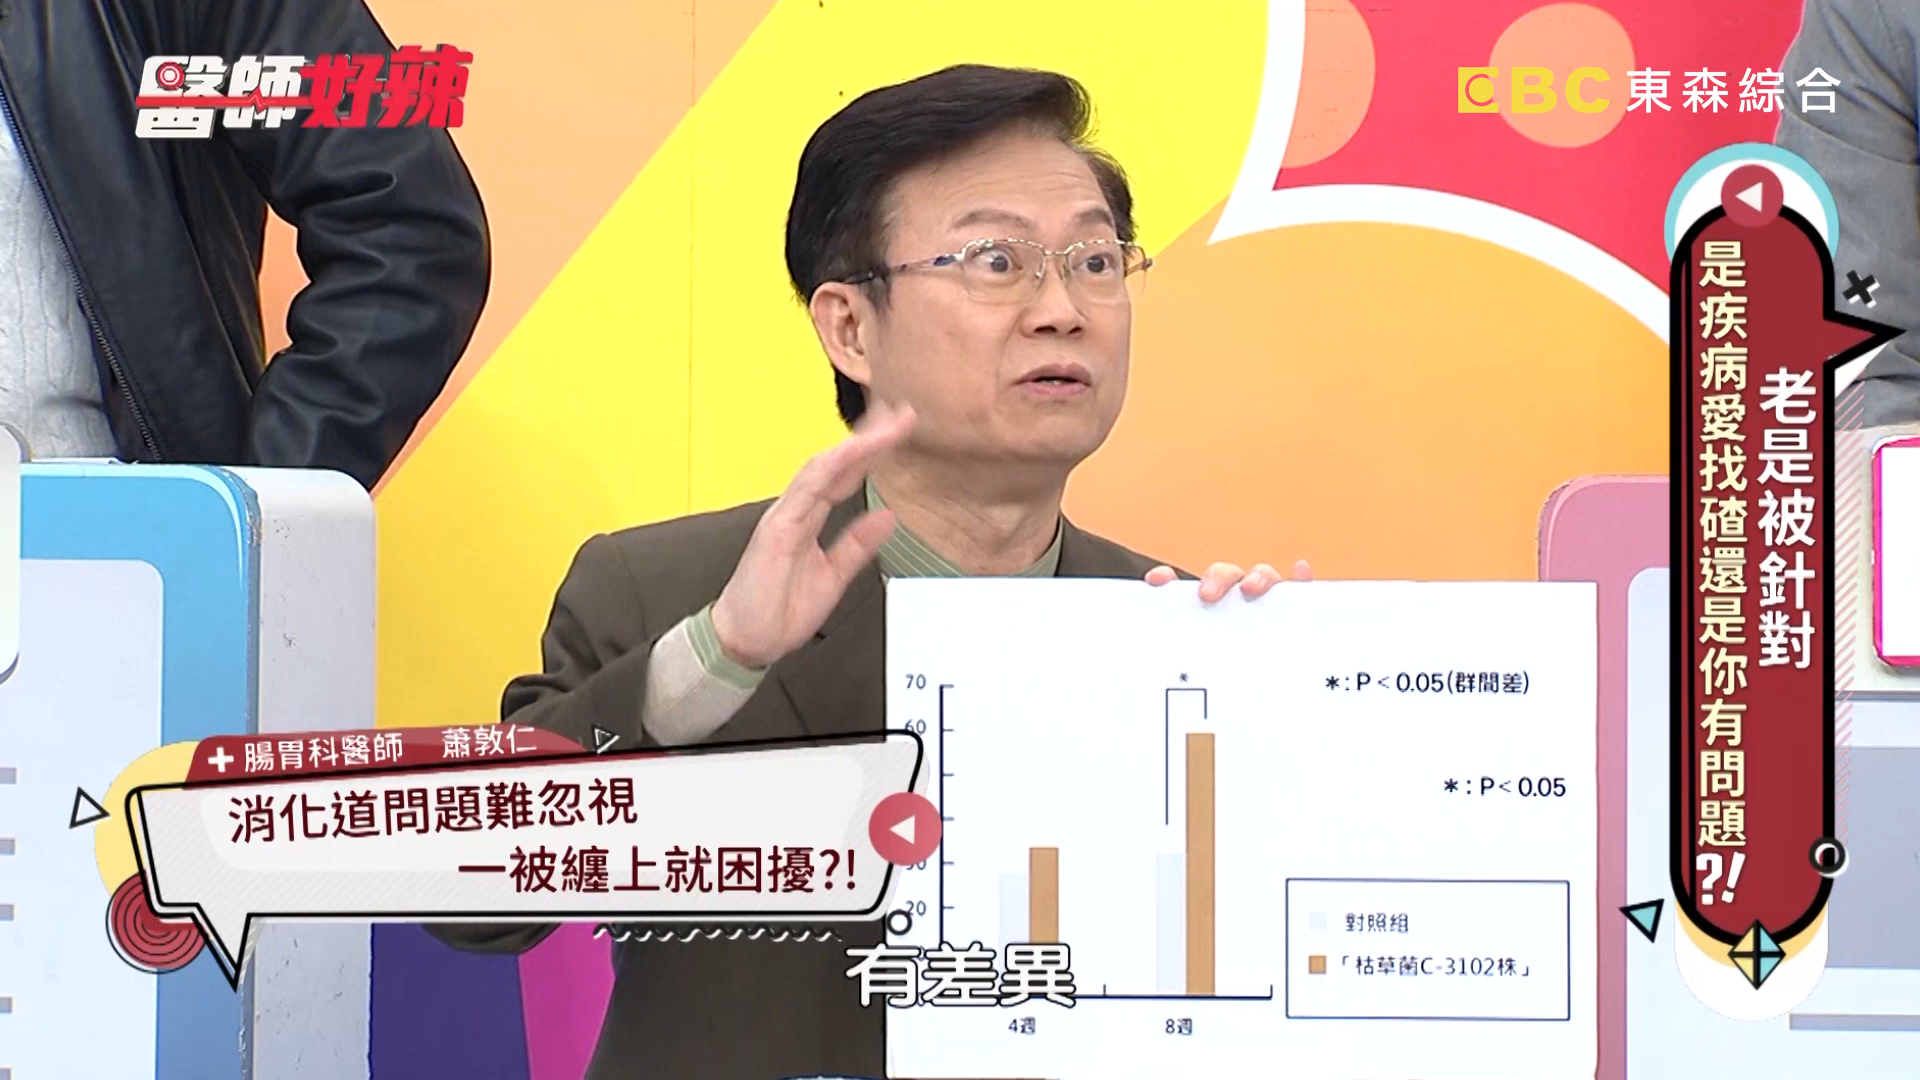 醫師好辣
EBC 東森綜合
老是被針對
是疾病愛找碴還是你有問題?!
腸胃科醫師 蕭敦仁
消化道問題難忽視
一被纏上就困擾?!
70
60
20
*
*:P<0.05(群間差)
*:P<0.05
對照組
「枯草菌C-3102株」
4週
8週
有差異